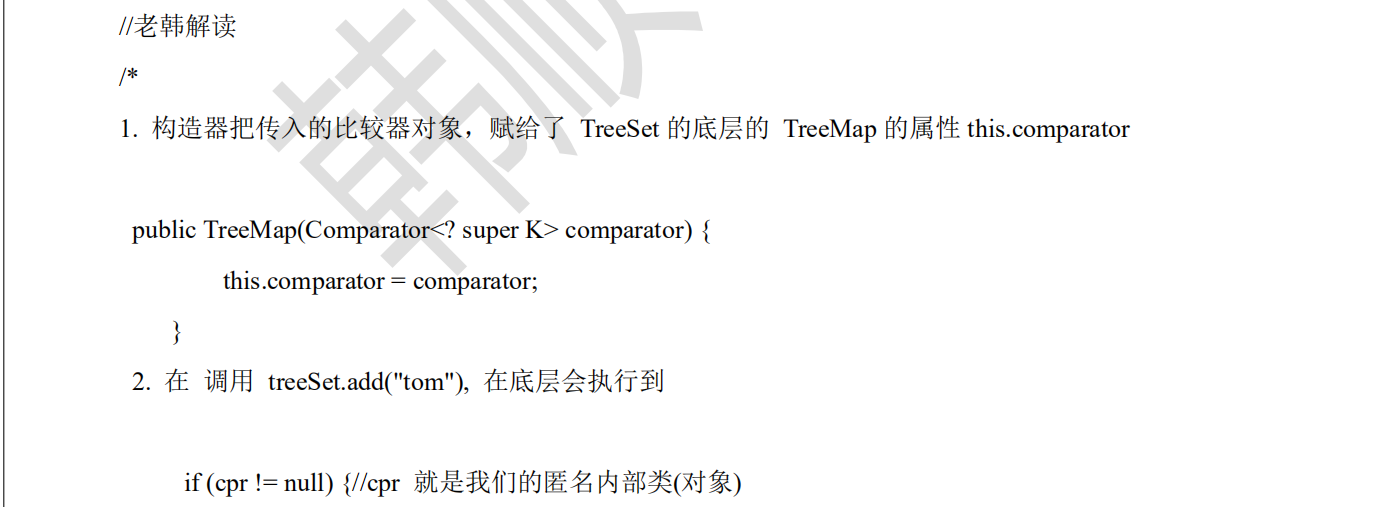 //老韩解读
/*
1. 构造器把传入的比较器对象，赋给了 TreeSet 的底层的 TreeMap 的属性 this.comparator
public TreeMap(Comparator<? super K> comparator) {
this.comparator = comparator;
}
2. 在 调用 treeSet.add("tom"), 在底层会执行到
if (cpr != null) {//cpr 就是我们的匿名内部类(对象)
韩顺